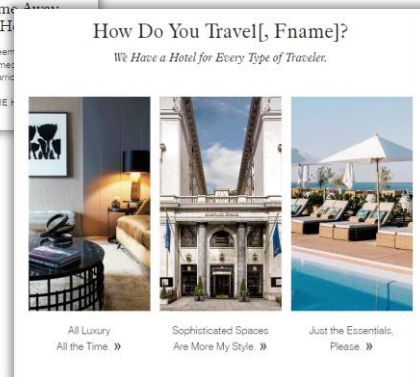 How Do You Travel[, Fname]?
We Have a Hotel for Every Type of Traveler.
All Luxury
All the Time. »
Sophisticated Spaces
Are More My Style. »
Just the Essentials,
Please. »